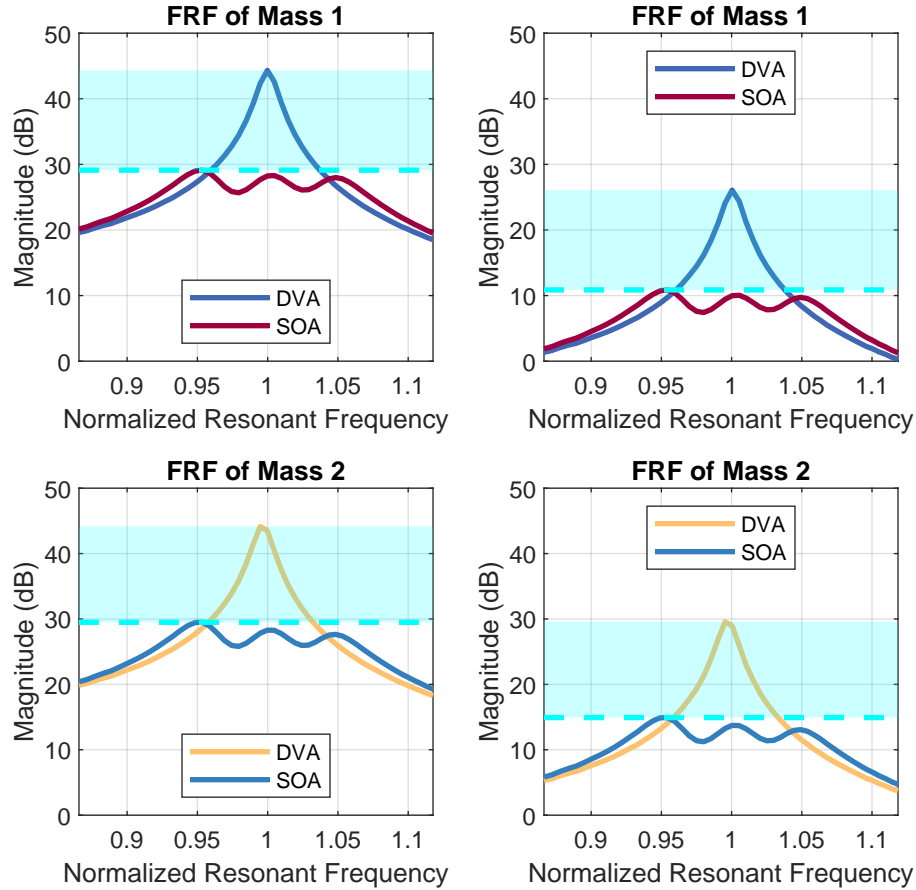 FRF of Mass 1
50
40
30
20
10
0
Magnitude (dB)
DVA
SOA
0.9 0.95 1 1.05 1.1
Normalized Resonant Frequency
FRF of Mass 1
50
40
30
20
10
0
Magnitude (dB)
DVA
SOA
0.9 0.95 1 1.05 1.1
Normalized Resonant Frequency
FRF of Mass 2
50
40
30
20
10
0
Magnitude (dB)
DVA
SOA
0.9 0.95 1 1.05 1.1
Normalized Resonant Frequency
FRF of Mass 2
50
40
30
20
10
0
Magnitude (dB)
DVA
SOA
0.9 0.95 1 1.05 1.1
Normalized Resonant Frequency